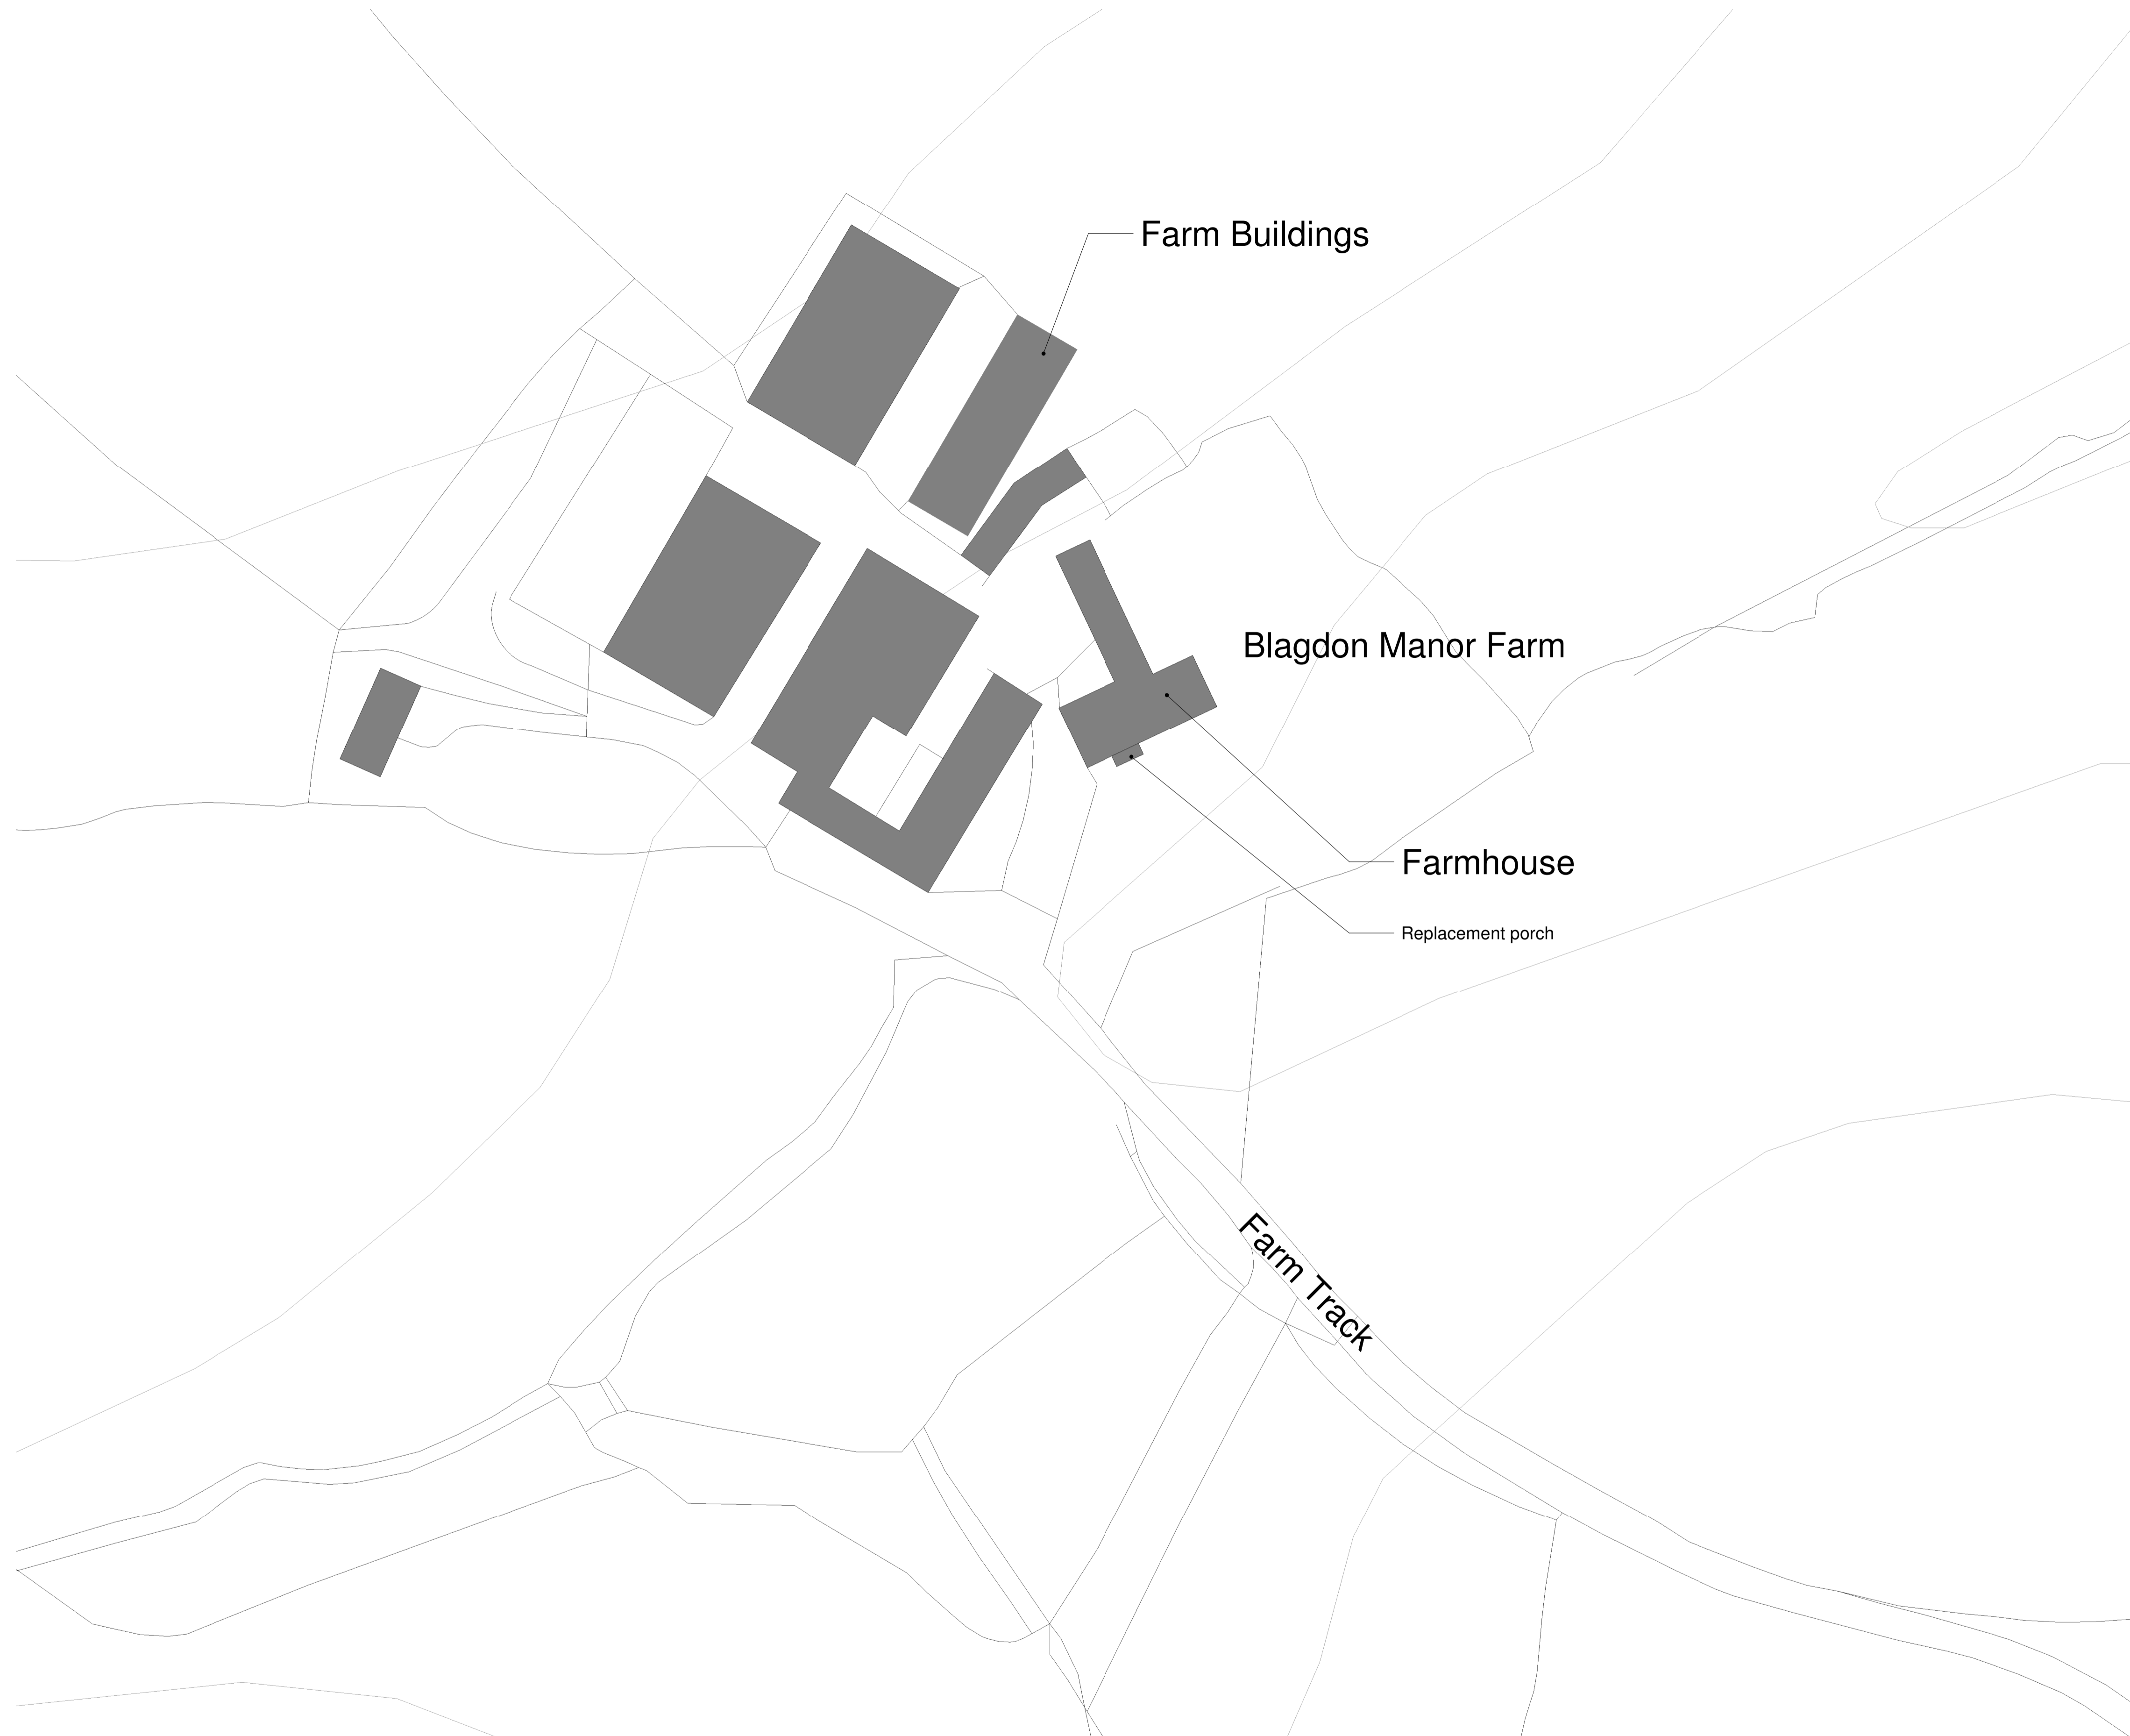 Farm Buildings
Blagdon Manor Farm
Farmhouse
Replacement porch
Farm Track